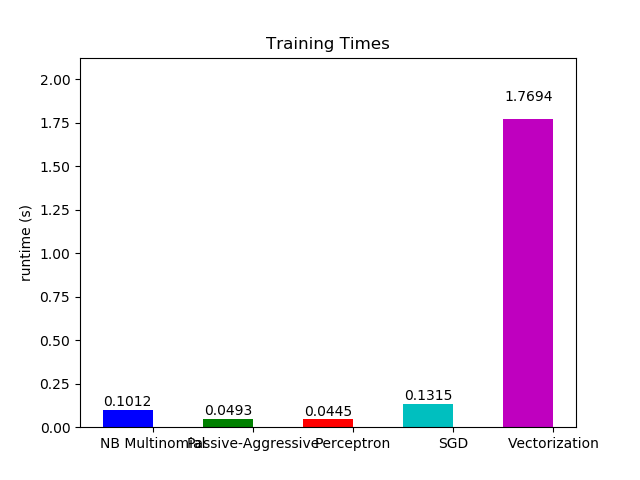 Training Times
2.00
1.7694
1.75
1.50
1.25
runtime (s)
1.00
0.75
0.50
0.25
0.1012 0.0493 0.0445 0.1315
0.00
NB Multinomial Passive-Aggressive Perceptron SGD Vectorization